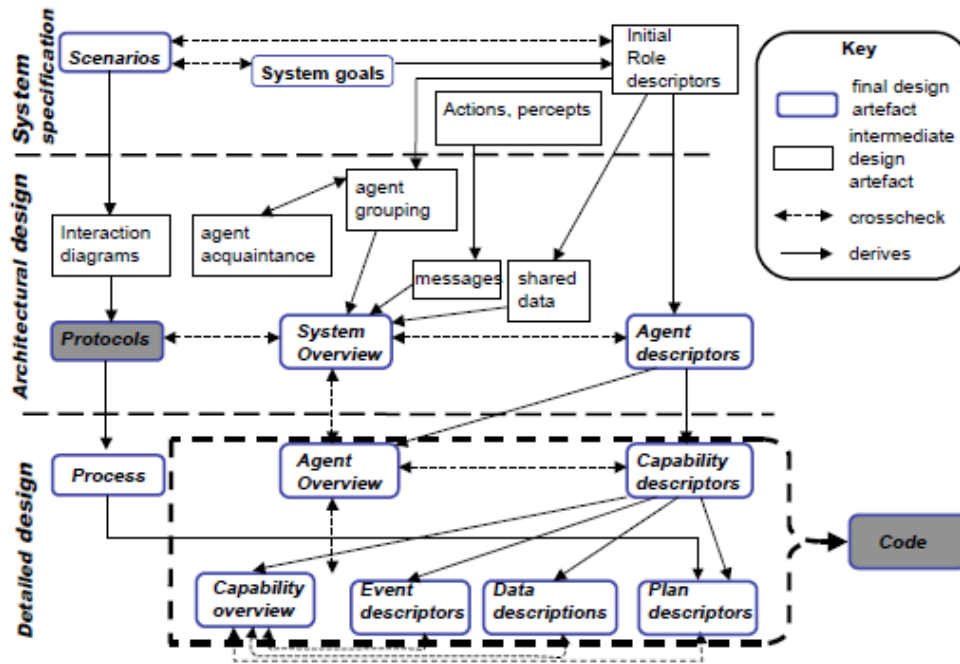 System
specification
Scenarios
System goals
Initial
Role
descriptors
Actions, percepts
Key
final design
artefact
intermediate
design
artefact
crosscheck
derives
Architectural design
Interaction
diagrams
agent
acquaintance
agent
grouping
messages
shared
data
Protocols
System
Overview
Agent
descriptors
Detailed design
Process
Agent
Overview
Capability
descriptors
Code
Capability
overview
Event
descriptors
Data
descriptions
Plan
descriptors